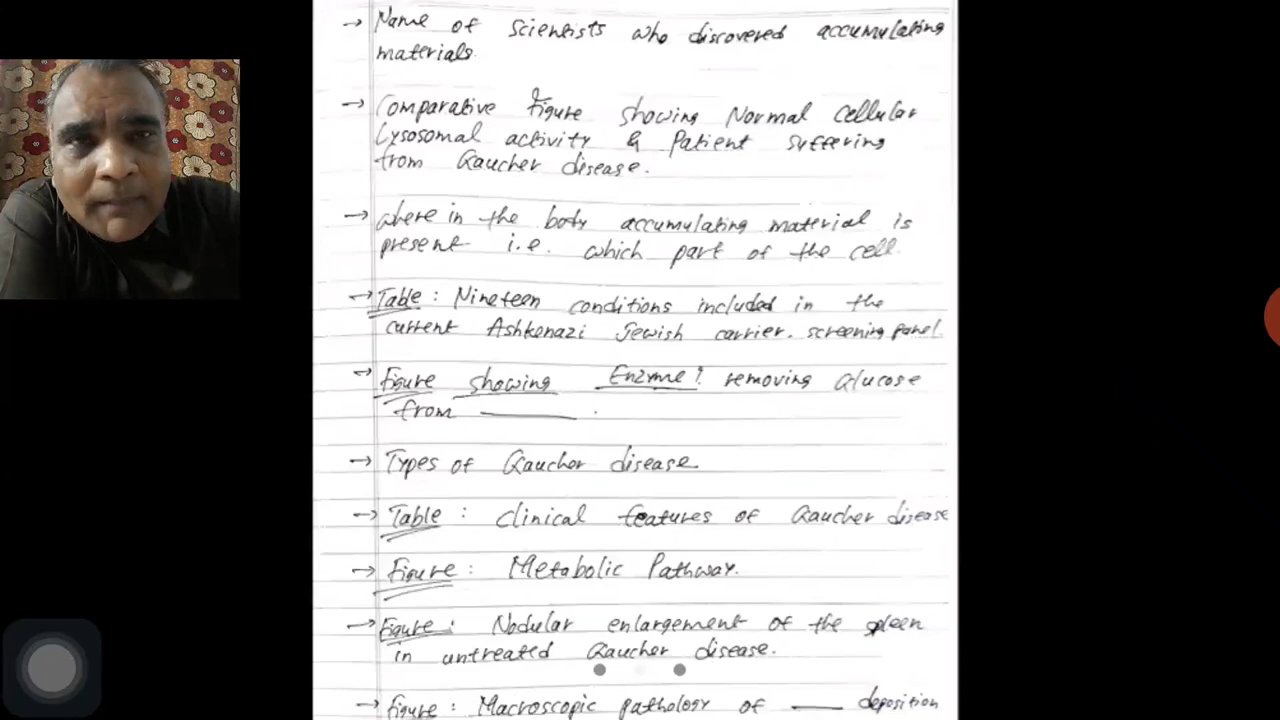 → Name of scientists who discovered accumulating
materials.
→ Comparative Figure showing Normal cellular
Lysosomal activity & Patient suffering
from Gaucher disease.
→ where in the body accumulating material is
present i.e. which part of the cell.
→ Table : Nineteen conditions included in the
current Ashkenazi Jewish carrier. screening panel.
→ Figure showing Enzyme? removing Glucose
from ______ .
→ Types of Gaucher disease.
→ Table : Clinical features of Gaucher disease
→ Figure : Metabolic Pathway.
→ Figure : Nodular enlargement of the spleen
in untreated Gaucher disease.
→ figure : Macroscopic pathology of ____ deposition